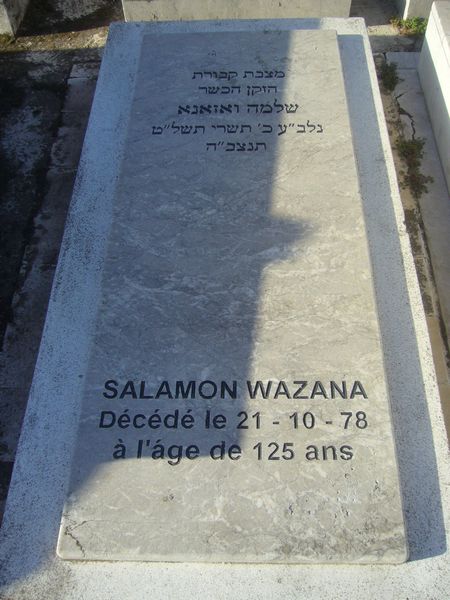 מצבת קבורת
הזקן הכשר
שלמה ואזאנא
נלב״ע כ׳ תשרי תשל״ט
תנצב״ה
SALAMON WAZANA
Décédé le 21 - 10 - 78
à l'áge de 125 ans